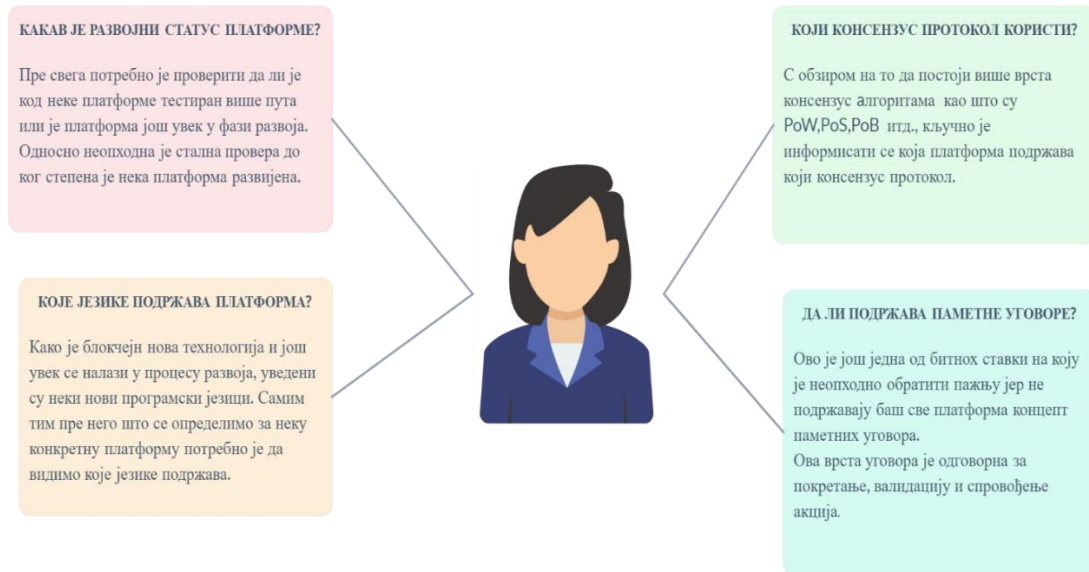 КАКАВ ЈЕ РАЗВОЈНИ СТАТУС ПЛАТФОРМЕ?
Пре свега потребно је проверити да ли је
код неке платформе тестиран више пута
или је платформа још увек у фази развоја.
Односно неопходна је стална провера до
ког степена је нека платформа развијена.
КОЈЕ ЈЕЗИКЕ ПОДРЖАВА ПЛАТФОРМА?
Како је блокчејн нова технологија и још
увек се налази у процесу развоја, уведени
су неки нови програмски језици. Самим
тим пре него што се определимо за неку
конкретну платформу потребно је да
видимо које језике подржава.
КОЈИ КОНСЕНЗУС ПРОТОКОЛ КОРИСТИ?
С обзиром на то да постоји више врста
консензус алгоритама као што су
PoW,PoS,PoB итд., кључно је
информисати се која платформа подржава
који консензус протокол.
ДА ЛИ ПОДРЖАВА ПАМЕТНЕ УГОВОРЕ?
Ово је још једна од битнох ставки на коју
је неопходно обратити пажњу јер не
подржавају баш све платформа концепт
паметних уговора.
Ова врста уговора је одговорна за
покретање, валидацију и спровођење
акција.